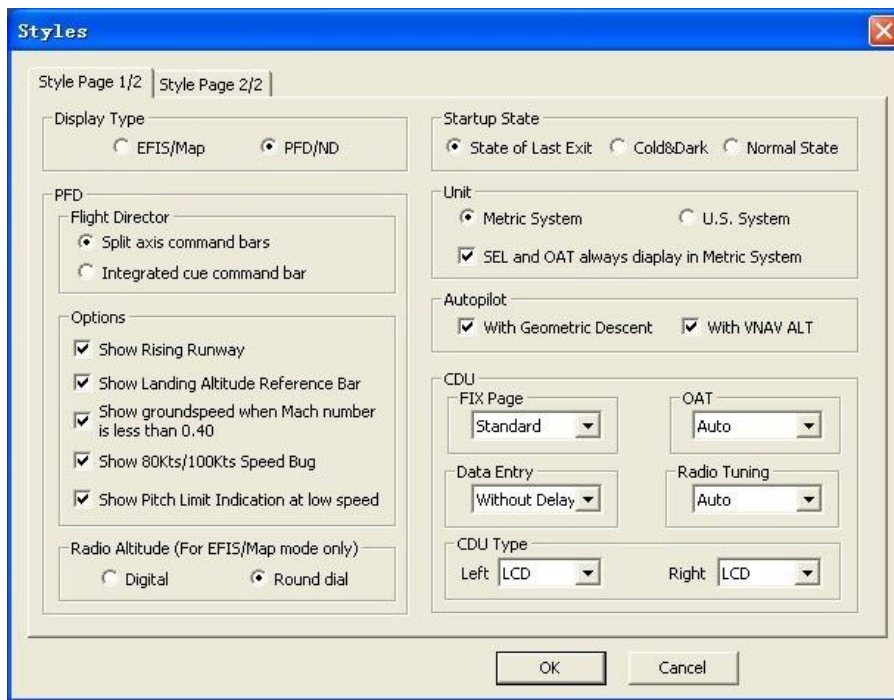 Styles
Style Page 1/2
Style Page 2/2
Display Type
EFIS/Map
PFD/ND
PFD
Flight Director
Split axis command bars
Integrated cue command bar
Options
Show Rising Runway
Show Landing Altitude Reference Bar
Show groundspeed when Mach number
is less than 0.40
Show 80Kts/100Kts Speed Bug
Show Pitch Limit Indication at low speed
Radio Altitude (For EFIS/Map mode only)
Digital
Round dial
Startup State
State of Last Exit
Cold&Dark
Normal State
Unit
Metric System
U.S. System
SEL and OAT always diaplay in Metric System
Autopilot
With Geometric Descent
With VNAV ALT
CDU
FIX Page
Standard
OAT
Auto
Data Entry
Without Delay
Radio Tuning
Auto
CDU Type
Left LCD
Right LCD
OK
Cancel